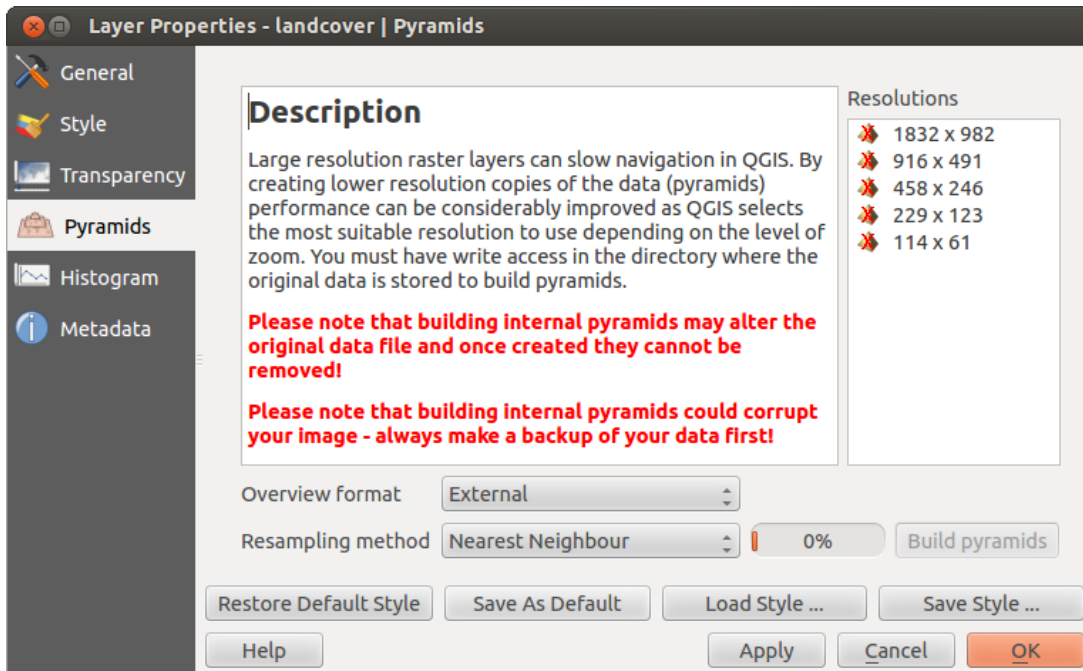 Layer Properties - landcover | Pyramids
General
Style
Transparency
Pyramids
Histogram
Metadata
Description
Large resolution raster layers can slow navigation in QGIS. By
creating lower resolution copies of the data (pyramids)
performance can be considerably improved as QGIS selects
the most suitable resolution to use depending on the level of
zoom. You must have write access in the directory where the
original data is stored to build pyramids.
Please note that building internal pyramids may alter the
original data file and once created they cannot be
removed!
Please note that building internal pyramids could corrupt
your image - always make a backup of your data first!
Resolutions
1832 x 982
916 x 491
458 x 246
229 x 123
114 x 61
Overview format External
Resampling method Nearest Neighbour 0% Build pyramids
Restore Default Style Save As Default Load Style ... Save Style ...
Help Apply Cancel OK